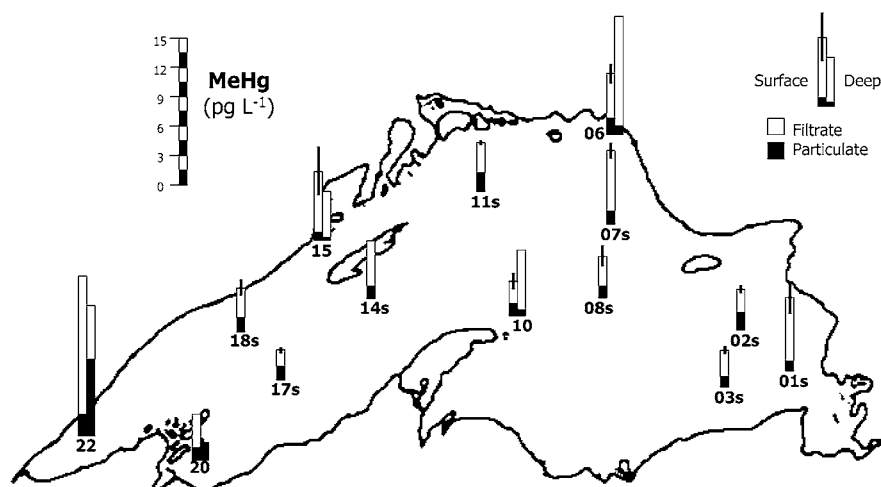 15
12
9
6
3
0
MeHg
(pg L⁻¹)
Surface
Deep
Filtrate
Particulate
06
11s
07s
15
14s
10
08s
18s
02s
01s
17s
03s
22
20